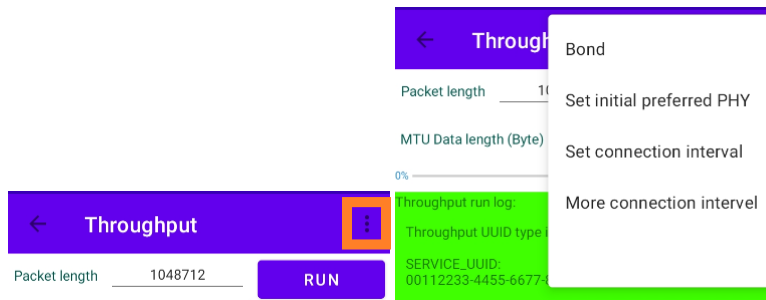 Throughput
Packet length 1048712 RUN
Through
Packet length 10
MTU Data length (Byte)
0%
Throughput run log:
Throughput UUID type i
SERVICE_UUID:
00112233-4455-6677-8
Bond
Set initial preferred PHY
Set connection interval
More connection intervel